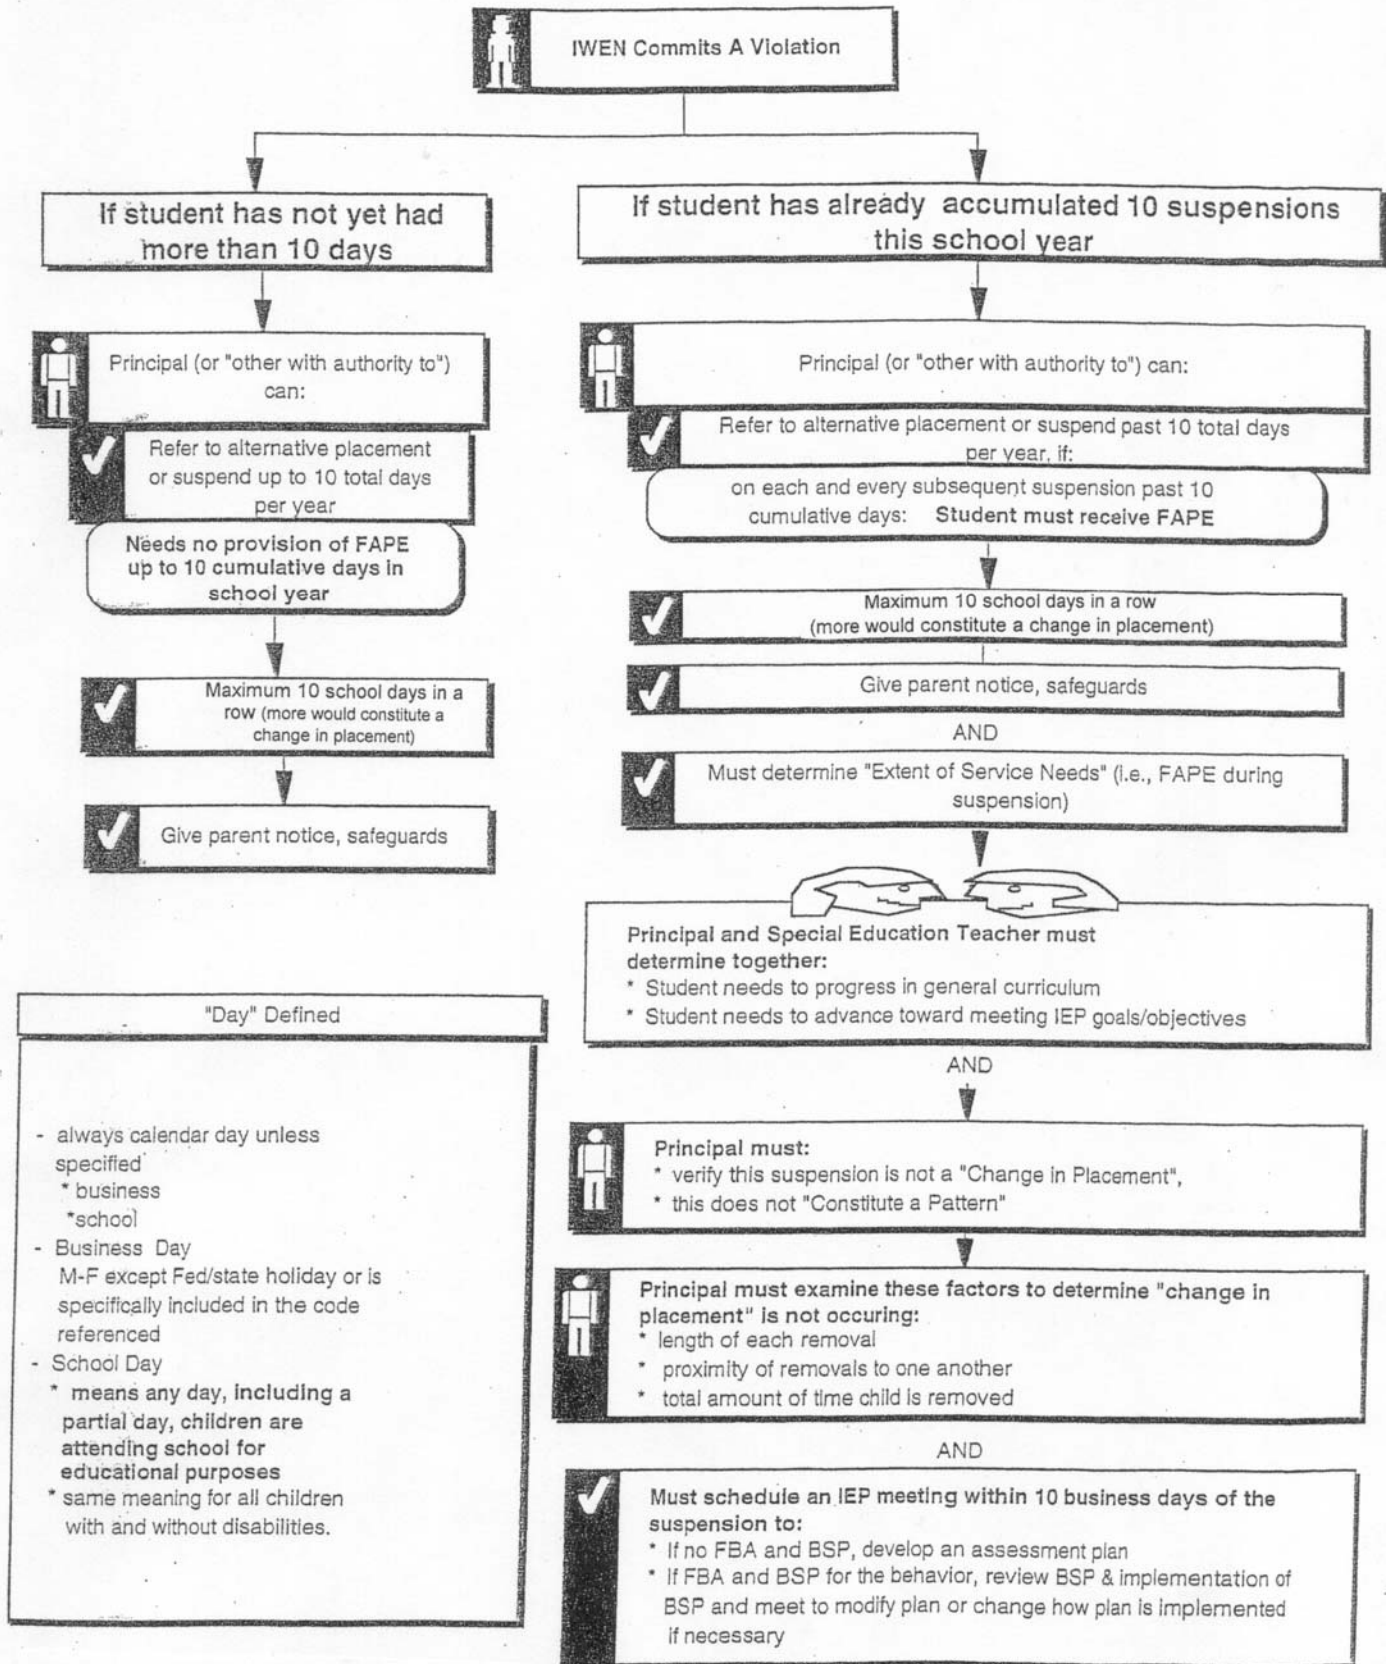 IWEN Commits A Violation
If student has not yet had
more than 10 days
Principal (or "other with authority to")
can:
Refer to alternative placement
or suspend up to 10 total days
per year
Needs no provision of FAPE
up to 10 cumulative days in
school year
Maximum 10 school days in a
row (more would constitute a
change in placement)
Give parent notice, safeguards
If student has already accumulated 10 suspensions
this school year
Principal (or "other with authority to") can:
Refer to alternative placement or suspend past 10 total days
per year, if:
on each and every subsequent suspension past 10
cumulative days: Student must receive FAPE
Maximum 10 school days in a row
(more would constitute a change in placement)
Give parent notice, safeguards
AND
Must determine "Extent of Service Needs" (i.e., FAPE during
suspension)
Principal and Special Education Teacher must
determine together:
* Student needs to progress in general curriculum
* Student needs to advance toward meeting IEP goals/objectives
AND
Principal must:
* verify this suspension is not a "Change in Placement",
* this does not "Constitute a Pattern"
Principal must examine these factors to determine "change in
placement" is not occuring:
* length of each removal
* proximity of removals to one another
* total amount of time child is removed
AND
Must schedule an IEP meeting within 10 business days of the
suspension to:
* If no FBA and BSP, develop an assessment plan
* If FBA and BSP for the behavior, review BSP & implementation of
BSP and meet to modify plan or change how plan is implemented
if necessary
"Day" Defined
- always calendar day unless
specified
* business
*school
- Business Day
M-F except Fed/state holiday or is
specifically included in the code
referenced
- School Day
* means any day, including a
partial day, children are
attending school for
educational purposes
* same meaning for all children
with and without disabilities.